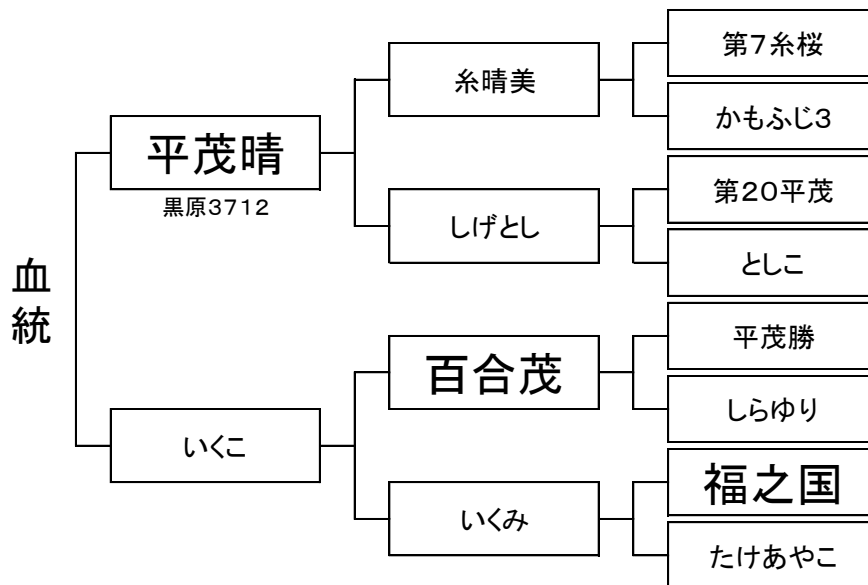 血統
平茂晴
黒原3712
いくこ
糸晴美
しげとし
百合茂
いくみ
第7糸桜
かもふじ3
第20平茂
としこ
平茂勝
しらゆり
福之国
たけあやこ